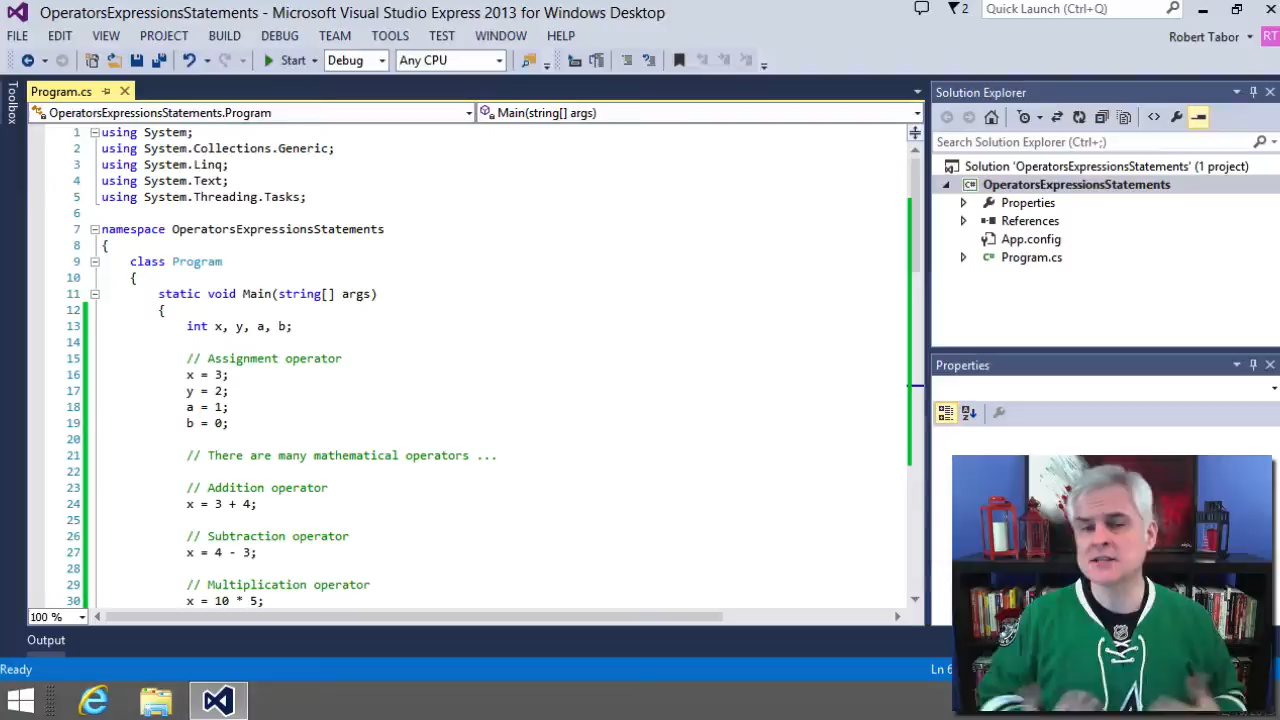 OperatorsExpressionsStatements - Microsoft Visual Studio Express 2013 for Windows Desktop
2
Quick Launch (Ctrl+Q)
FILE EDIT VIEW PROJECT BUILD DEBUG TEAM TOOLS TEST WINDOW HELP
Robert Tabor
RT
Start
Debug
Any CPU
Toolbox
Program.cs
OperatorsExpressionsStatements.Program
Main(string[] args)
1 using System;
2 using System.Collections.Generic;
3 using System.Linq;
4 using System.Text;
5 using System.Threading.Tasks;
6
7 namespace OperatorsExpressionsStatements
8 {
9 class Program
10 {
11 static void Main(string[] args)
12 {
13 int x, y, a, b;
14
15 // Assignment operator
16 x = 3;
17 y = 2;
18 a = 1;
19 b = 0;
20
21 // There are many mathematical operators ...
22
23 // Addition operator
24 x = 3 + 4;
25
26 // Subtraction operator
27 x = 4 - 3;
28
29 // Multiplication operator
30 x = 10 * 5;
100 %
Output
Ready
Solution Explorer
Search Solution Explorer (Ctrl+;)
Solution 'OperatorsExpressionsStatements' (1 project)
C# OperatorsExpressionsStatements
Properties
References
App.config
Program.cs
Properties